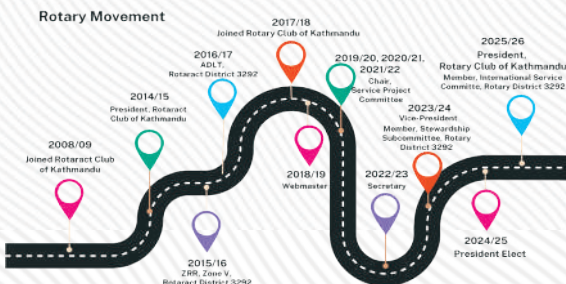 Rotary Movement
2008/09
Joined Rotaract Club
of Kathmandu
2014/15
President, Rotaract
Club of Kathmandu
2015/16
ZRR, Zone V,
Rotaract District 3292
2016/17
ADLT,
Rotaract District 3292
2017/18
Joined Rotary Club of Kathmandu
2018/19
Webmaster
2019/20, 2020/21,
2021/22
Chair,
Service Project
Committee
2022/23
Secretary
2023/24
Vice-President
Member, Stewardship
Subcommittee, Rotary
District 3292
2024/25
President Elect
2025/26
President,
Rotary Club of Kathmandu
Member, International Service
Committe, Rotary District 3292